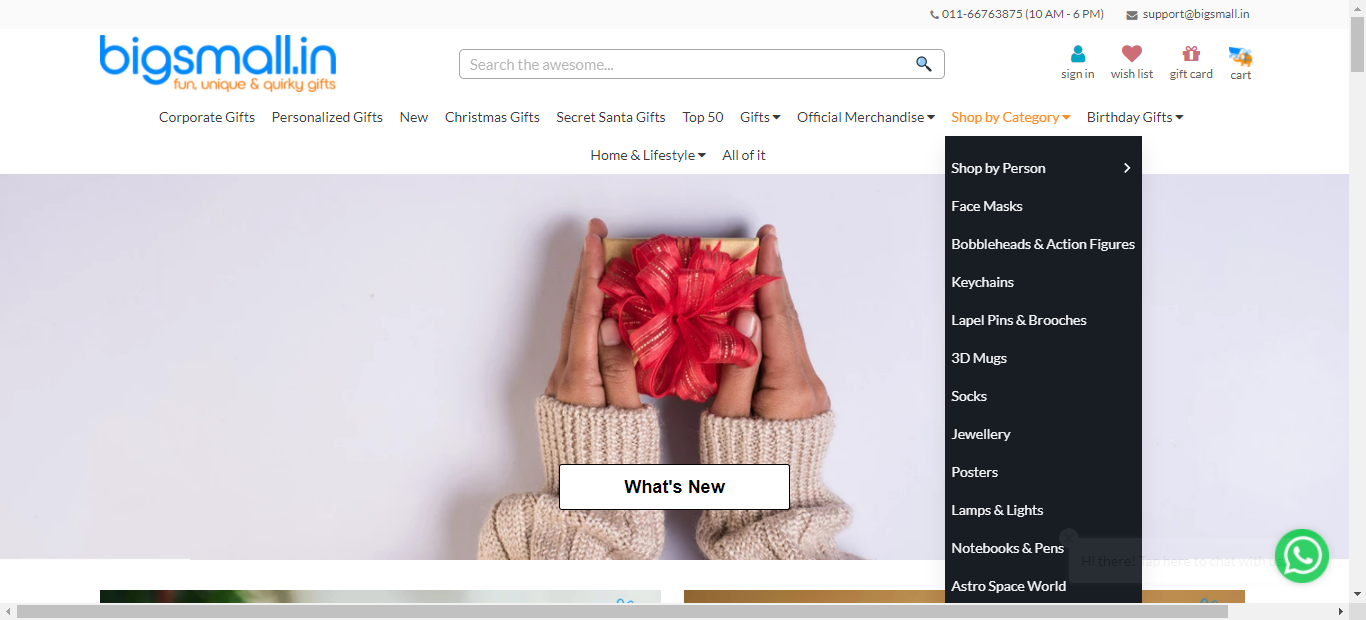 011-66763875 (10 AM - 6 PM) support@bigsmall.in
bigsmall.in
fun, unique & quirky gifts
Search the awesome...
sign in wish list gift card cart
Corporate Gifts Personalized Gifts New Christmas Gifts Secret Santa Gifts Top 50 Gifts Official Merchandise Shop by Category Birthday Gifts
Home & Lifestyle All of it
Shop by Person
Face Masks
Bobbleheads & Action Figures
Keychains
Lapel Pins & Brooches
3D Mugs
Socks
Jewellery
Posters
What's New
Lamps & Lights
Notebooks & Pens
Hi there! Tap here to chat with
Astro Space World